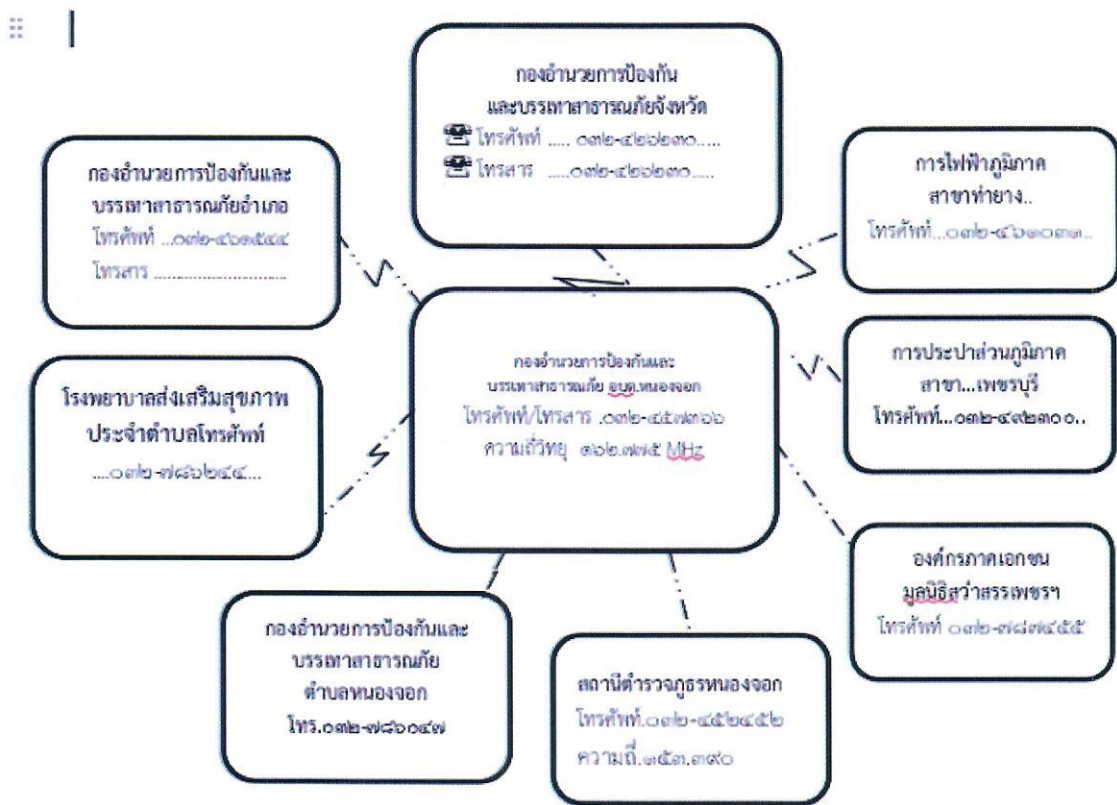 กองอำนวยการป้องกัน
และบรรเทาสาธารณภัยจังหวัด
โทรศัพท์ ..... ๐๓๒-๔๒๖๒๓๐.....
โทรสาร .....๐๓๒-๔๒๖๒๓๐.....
กองอำนวยการป้องกันและ
บรรเทาสาธารณภัยอำเภอ
โทรศัพท์ ...๐๓๒-๔๖๑๕๔๔
โทรสาร ..............................
การไฟฟ้าภูมิภาค
สาขาท่ายาง..
โทรศัพท์...๐๓๒-๔๖๑๐๓๑..
กองอำนวยการป้องกันและ
บรรเทาสาธารณภัย อบต.หนองจอก
โทรศัพท์/โทรสาร .๐๓๒-๔๕๗๓๖๖
ความถี่วิทยุ ๑๖๒.๗๗๕ MHz
การประปาส่วนภูมิภาค
สาขา...เพชรบุรี
โทรศัพท์...๐๓๒-๔๙๒๓๐๐..
โรงพยาบาลส่งเสริมสุขภาพ
ประจำตำบลโทรศัพท์
....๐๓๒-๗๘๖๒๔๔...
องค์กรภาคเอกชน
มูลนิธิสว่างสรรเพชรฯ
โทรศัพท์ ๐๓๒-๗๘๗๔๕๕
กองอำนวยการป้องกันและ
บรรเทาสาธารณภัย
ตำบลหนองจอก
โทร.๐๓๒-๗๘๖๐๔๗
สถานีตำรวจภูธรหนองจอก
โทรศัพท์.๐๓๒-๔๕๒๔๕๒
ความถี่.๑๕๓.๓๙๐